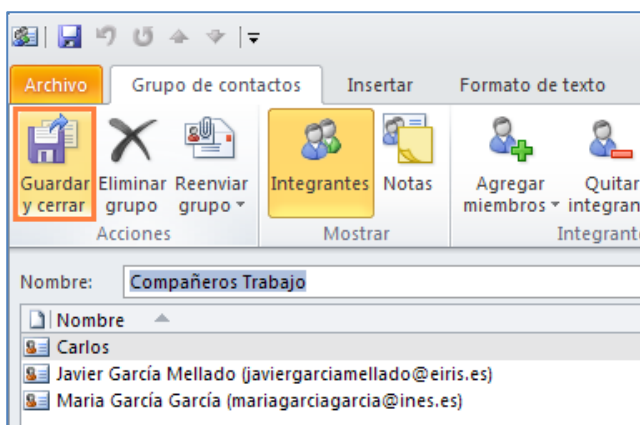 Archivo Grupo de contactos Insertar Formato de texto
Guardar y cerrar
Eliminar grupo
Reenviar grupo
Integrantes
Notas
Agregar miembros
Quitar
Acciones Mostrar
Nombre: Compañeros Trabajo
Nombre
Carlos
Javier García Mellado (javiergarciamellado@eiris.es)
Maria García García (mariagarciagarcia@ines.es)